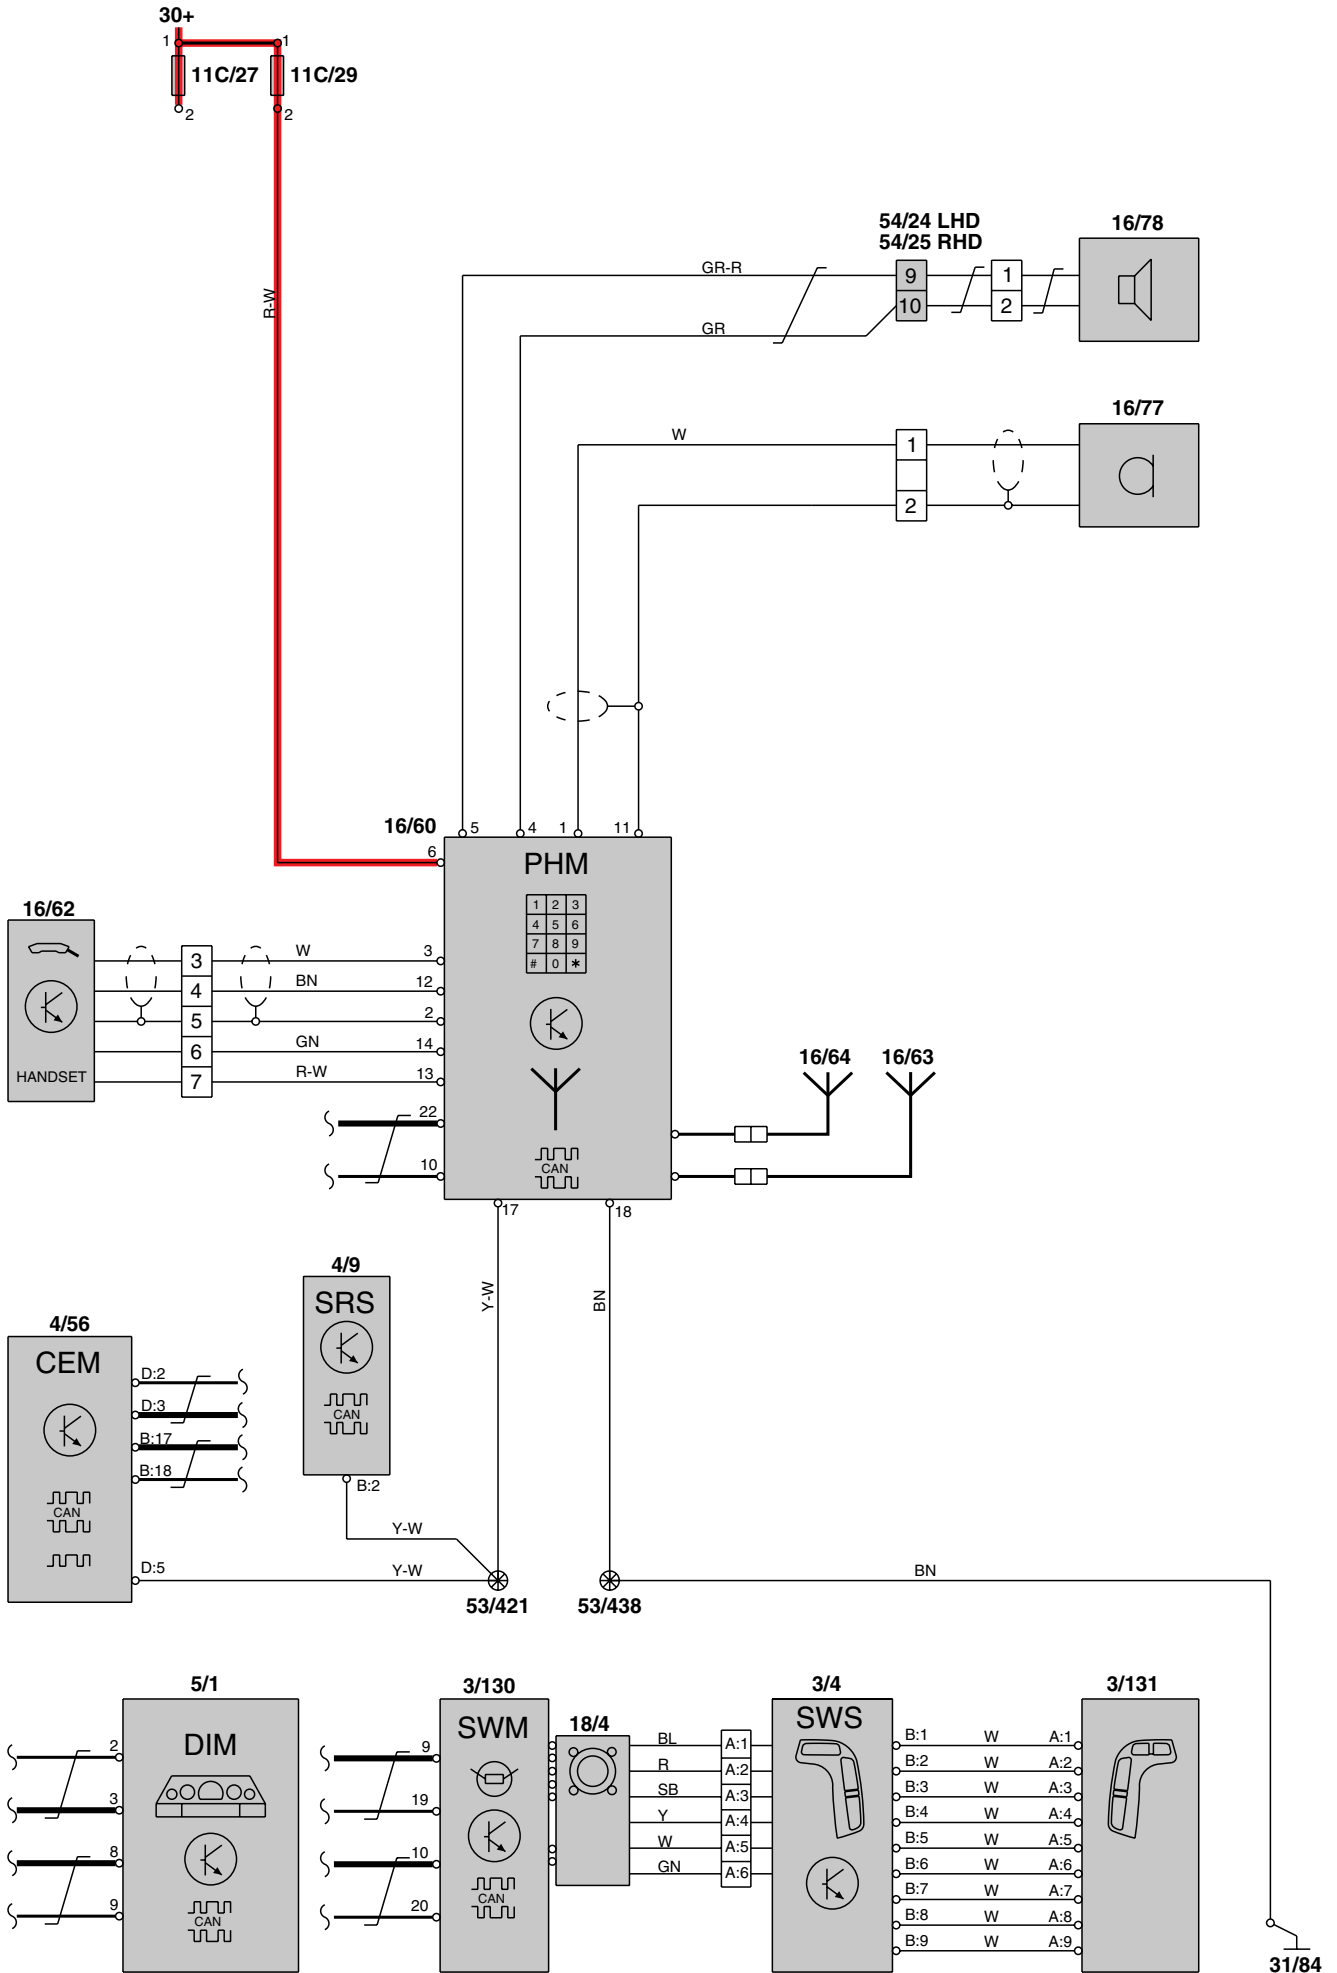 30+
1 1
11C/27 11C/29
2 2
R-W
54/24 LHD
54/25 RHD
16/78
GR-R 9 1
GR 10 2
16/77
W 1
2
16/60 5 4 1 11
6 PHM
1 2 3
4 5 6
7 8 9
# 0 *
16/62
3 W 3
4 BN 12
5 2
6 GN 14
HANDSET 7 R-W 13
22
10
CAN
16/64 16/63
17 18
Y-W BN
4/9
SRS
CAN
B:2
4/56
CEM
D:2
D:3
B:17
B:18
CAN
Y-W
D:5 Y-W
BN
53/421 53/438
5/1
DIM
2
3
8
9
CAN
3/130
SWM
9
19
10
20
CAN
18/4
BL A:1
R A:2
SB A:3
Y A:4
W A:5
GN A:6
3/4
SWS
3/131
B:1 W A:1
B:2 W A:2
B:3 W A:3
B:4 W A:4
B:5 W A:5
B:6 W A:6
B:7 W A:7
B:8 W A:8
B:9 W A:9
31/84